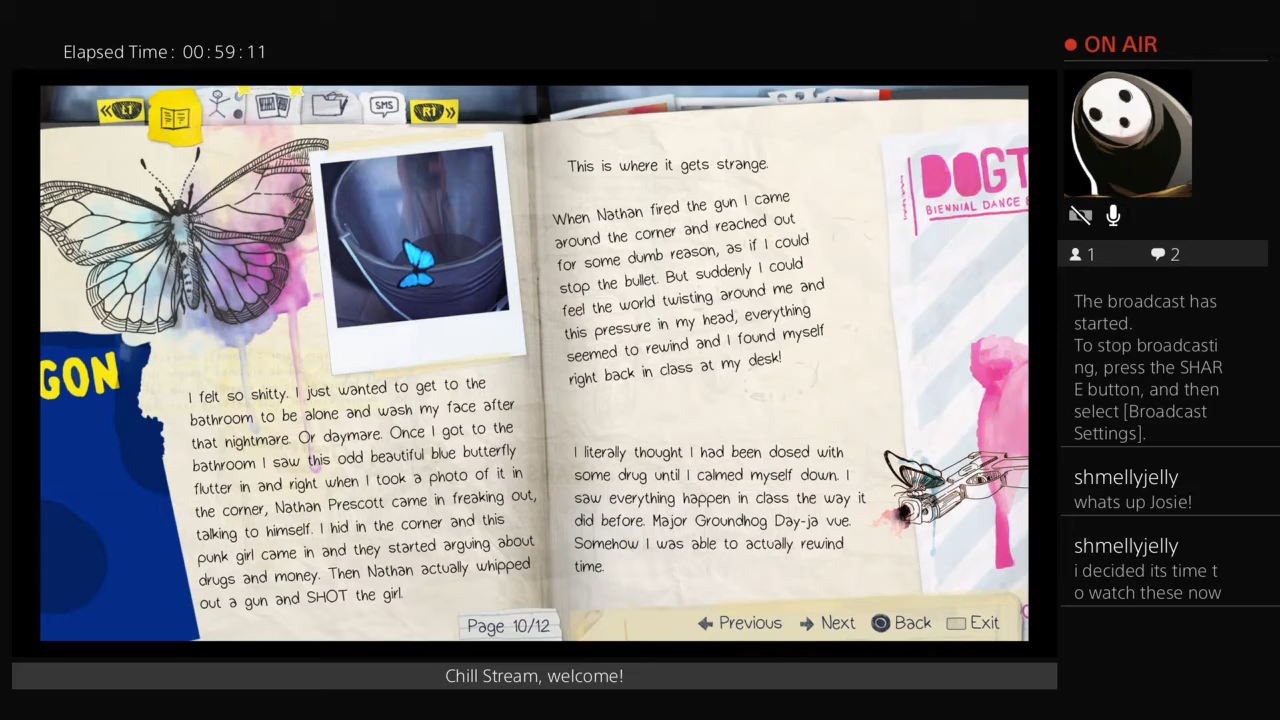 Elapsed Time: 00:59:11
ON AIR
LT
SMS
RT
1
2
GON
I felt so shitty. I just wanted to get to the
bathroom to be alone and wash my face after
that nightmare. Or daymare. Once I got to the
bathroom I saw this odd beautiful blue butterfly
flutter in and right when I took a photo of it in
the corner, Nathan Prescott came in freaking out,
talking to himself. I hid in the corner and this
punk girl came in and they started arguing about
drugs and money. Then Nathan actually whipped
out a gun and SHOT the girl.
This is where it gets strange.
When Nathan fired the gun I came
around the corner and reached out
for some dumb reason, as if I could
stop the bullet. But suddenly I could
feel the world twisting around me and
this pressure in my head, everything
seemed to rewind and I found myself
right back in class at my desk!
I literally thought I had been dosed with
some drug until I calmed myself down. I
saw everything happen in class the way it
did before. Major Groundhog Day-ja vue.
Somehow I was able to actually rewind
time.
DOGT
BIENNIAL DANCE &
Page 10/12
Previous
Next
Back
Exit
The broadcast has
started.
To stop broadcasti
ng, press the SHAR
E button, and then
select [Broadcast
Settings].
shmellyjelly
whats up Josie!
shmellyjelly
i decided its time t
o watch these now
Chill Stream, welcome!